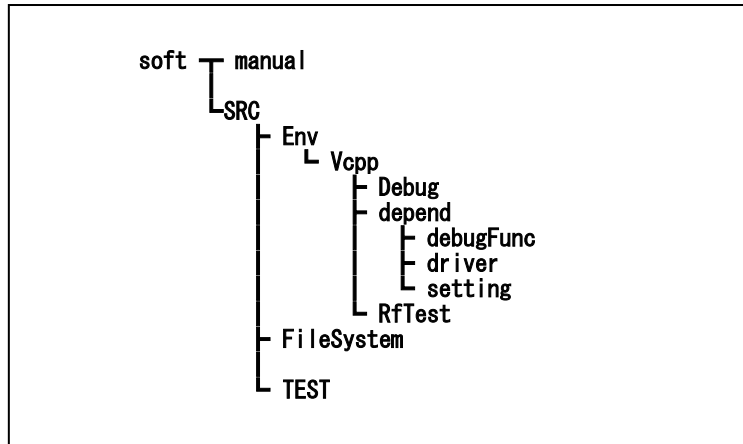 soft manual
SRC
Env
Vcpp
Debug
depend
debugFunc
driver
setting
RfTest
FileSystem
TEST